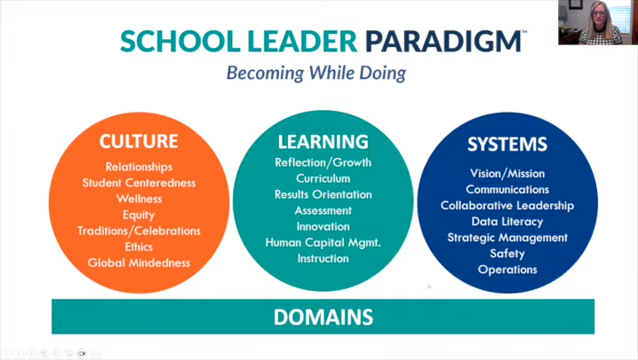 SCHOOL LEADER PARADIGM™
Becoming While Doing
CULTURE
Relationships
Student Centeredness
Wellness
Equity
Traditions/Celebrations
Ethics
Global Mindedness
LEARNING
Reflection/Growth
Curriculum
Results Orientation
Assessment
Innovation
Human Capital Mgmt.
Instruction
SYSTEMS
Vision/Mission
Communications
Collaborative Leadership
Data Literacy
Strategic Management
Safety
Operations
DOMAINS